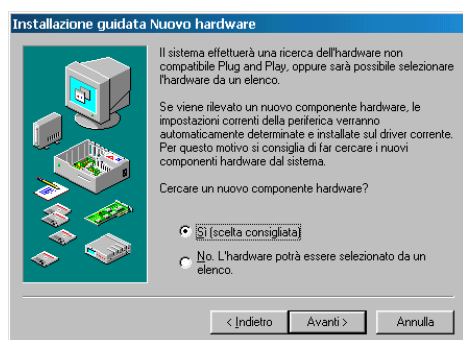 Installazione guidata Nuovo hardware
Il sistema effettuerà una ricerca dell'hardware non
compatibile Plug and Play, oppure sarà possibile selezionare
l'hardware da un elenco.
Se viene rilevato un nuovo componente hardware, le
impostazioni correnti della periferica verranno
automaticamente determinate e installate sul driver corrente.
Per questo motivo si consiglia di far cercare i nuovi
componenti hardware dal sistema.
Cercare un nuovo componente hardware?
Sì (scelta consigliata)
No. L'hardware potrà essere selezionato da un
elenco.
< Indietro
Avanti >
Annulla